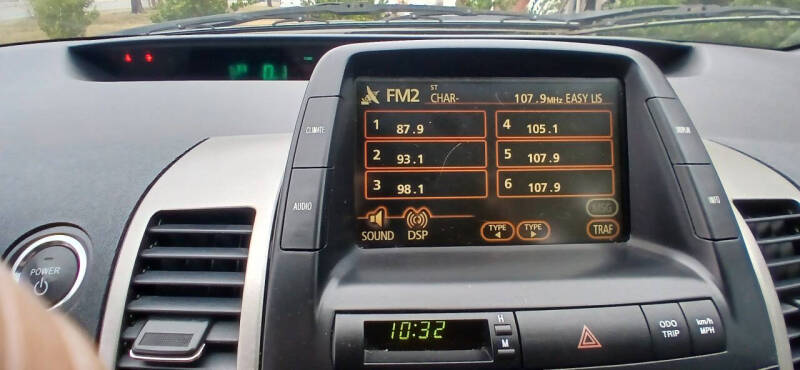 FM2 ST CHAR- 107.9MHz EASY LIS
1 87.9
4 105.1
2 93.1
5 107.9
3 98.1
6 107.9
MSG
SOUND DSP TYPE TYPE TRAF
CLIMATE
AUDIO
DISPLAY
INFO
POWER
10:32
H
M
ODO
TRIP
km/h
MPH